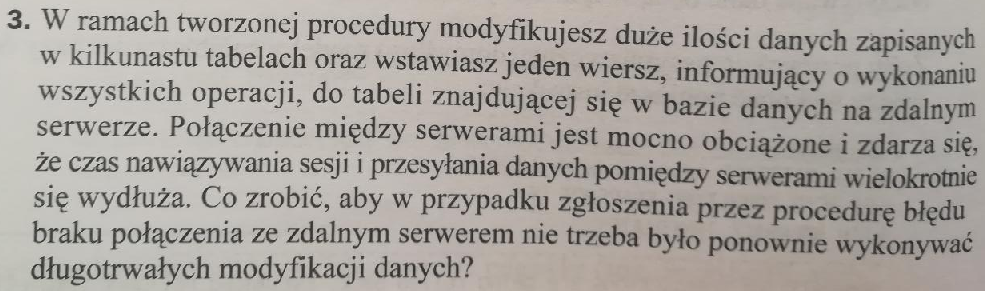 3. W ramach tworzonej procedury modyfikujesz duże ilości danych zapisanych
w kilkunastu tabelach oraz wstawiasz jeden wiersz, informujący o wykonaniu
wszystkich operacji, do tabeli znajdującej się w bazie danych na zdalnym
serwerze. Połączenie między serwerami jest mocno obciążone i zdarza się,
że czas nawiązywania sesji i przesyłania danych pomiędzy serwerami wielokrotnie
się wydłuża. Co zrobić, aby w przypadku zgłoszenia przez procedurę błędu
braku połączenia ze zdalnym serwerem nie trzeba było ponownie wykonywać
długotrwałych modyfikacji danych?